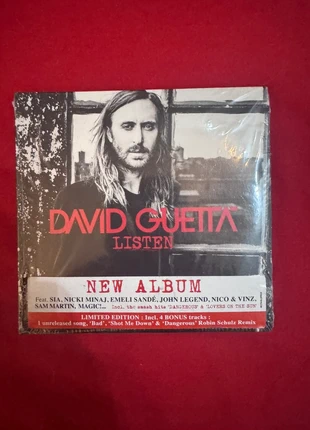 DAVID GUETTA
LISTEN
NEW ALBUM
Feat. SIA, NICKI MINAJ, EMELI SANDÉ, JOHN LEGEND, NICO & VINZ,
SAM MARTIN, MAGIC!... incl. the smash hits 'DANGEROUS' & 'LOVERS ON THE SUN'
LIMITED EDITION : Incl. 4 BONUS tracks :
1 unreleased song, 'Bad', 'Shot Me Down' & 'Dangerous' Robin Schulz Remix